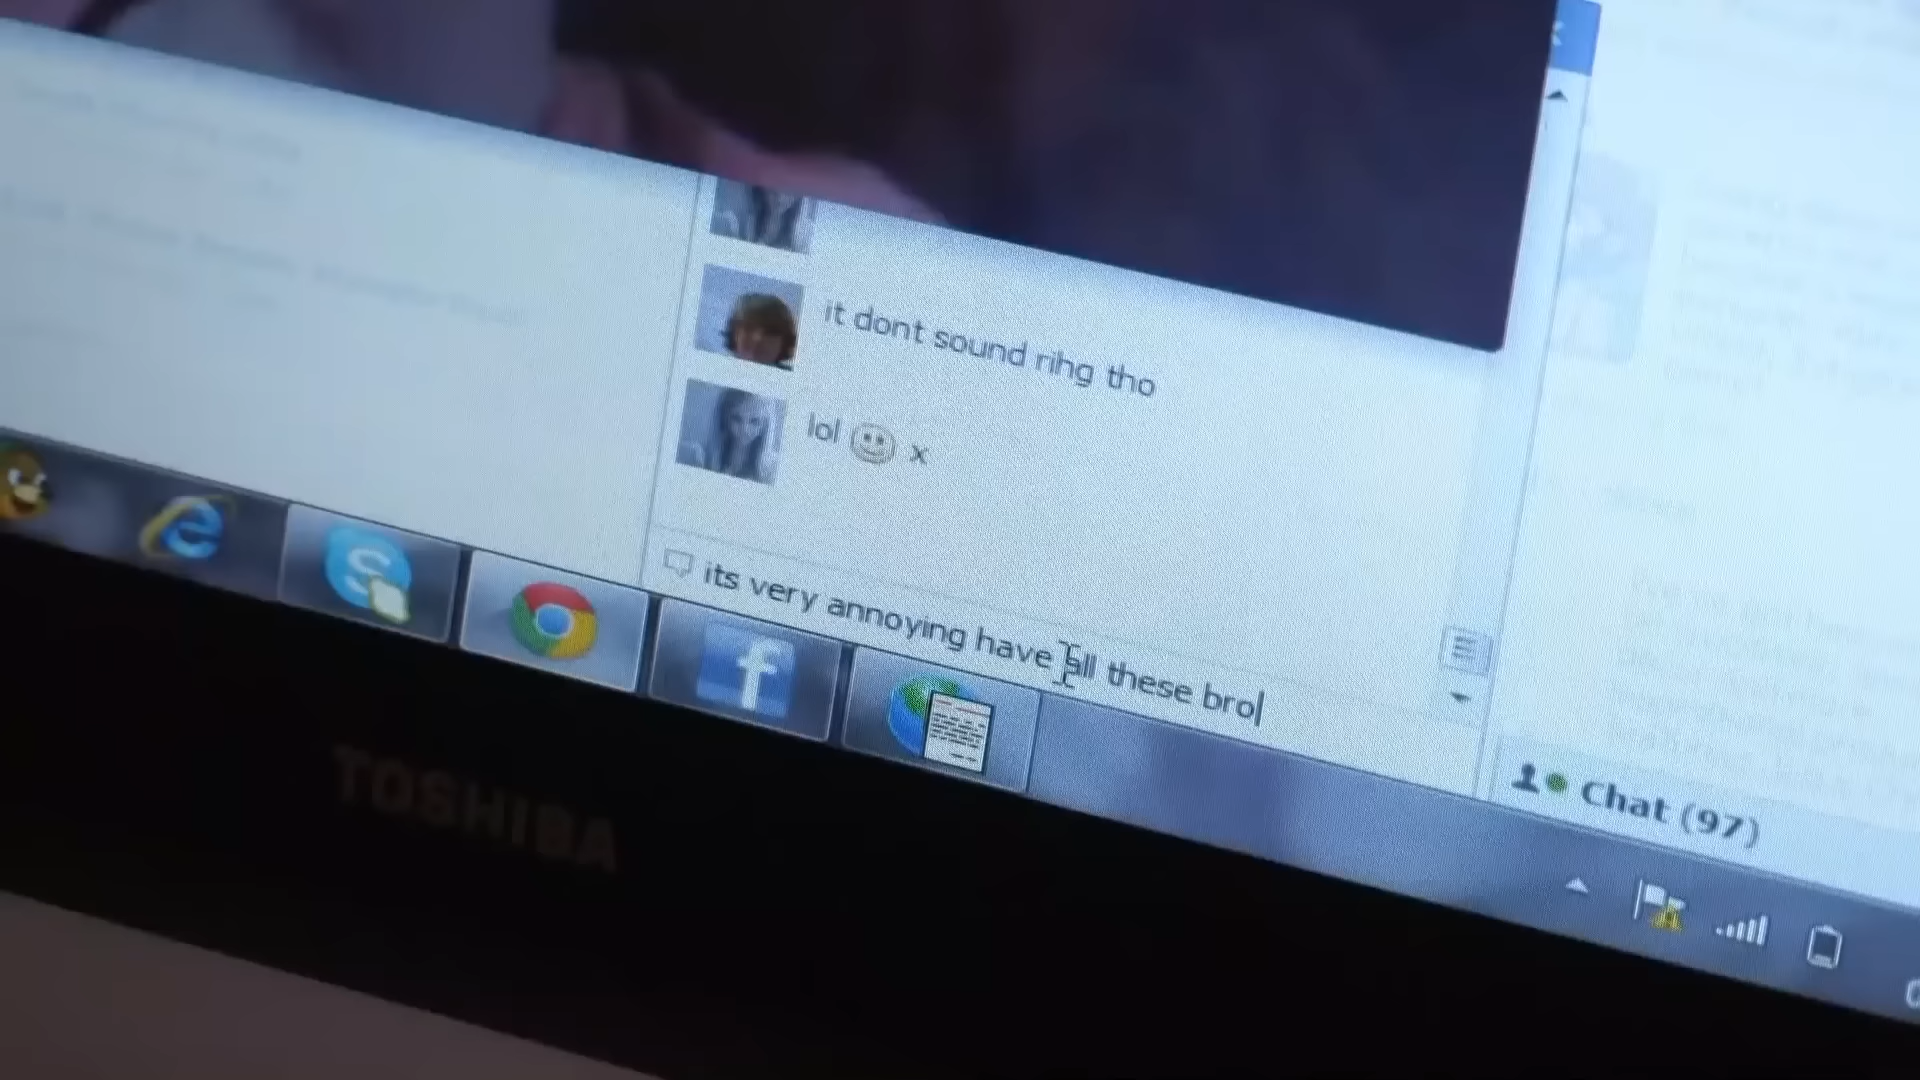 it dont sound rihg tho
lol x
its very annoying have all these bro
Chat (97)
TOSHIBA